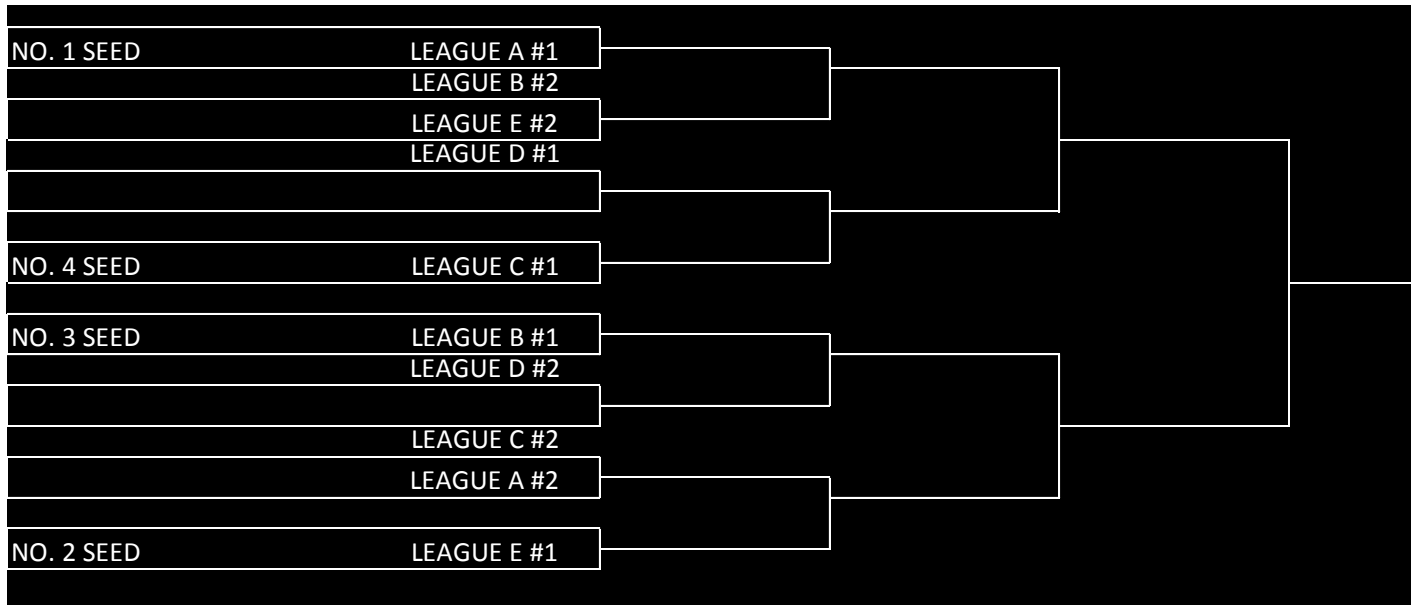 NO. 1 SEED LEAGUE A #1
LEAGUE B #2
LEAGUE E #2
LEAGUE D #1
NO. 4 SEED LEAGUE C #1
NO. 3 SEED LEAGUE B #1
LEAGUE D #2
LEAGUE C #2
LEAGUE A #2
NO. 2 SEED LEAGUE E #1